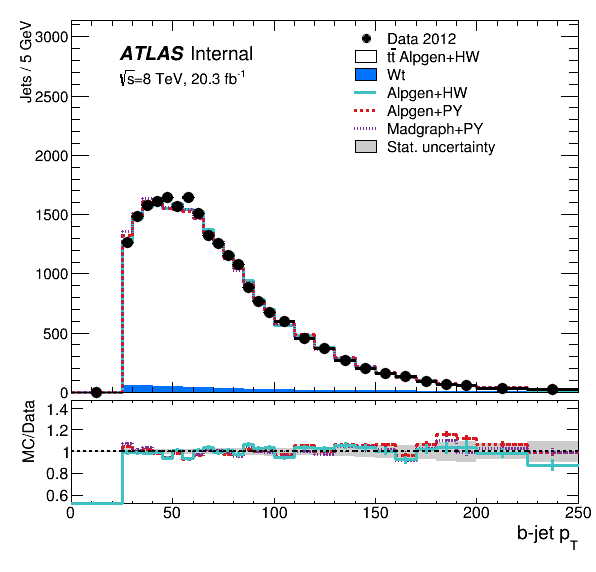 Jets / 5 GeV
3000
2500
2000
1500
1000
500
0
ATLAS Internal
√s=8 TeV, 20.3 fb⁻¹
Data 2012
tt̄ Alpgen+HW
Wt
Alpgen+HW
Alpgen+PY
Madgraph+PY
Stat. uncertainty
MC/Data
1.4
1.2
1
0.8
0.6
0 50 100 150 200 250
b-jet p_T